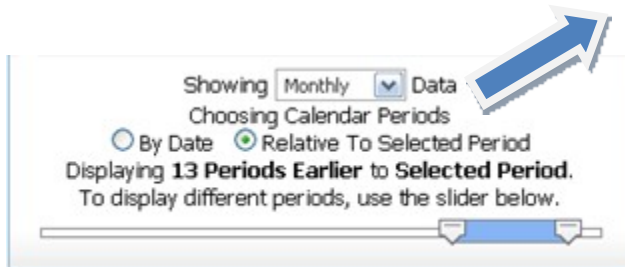 Showing Monthly Data
Choosing Calendar Periods
By Date Relative To Selected Period
Displaying 13 Periods Earlier to Selected Period.
To display different periods, use the slider below.